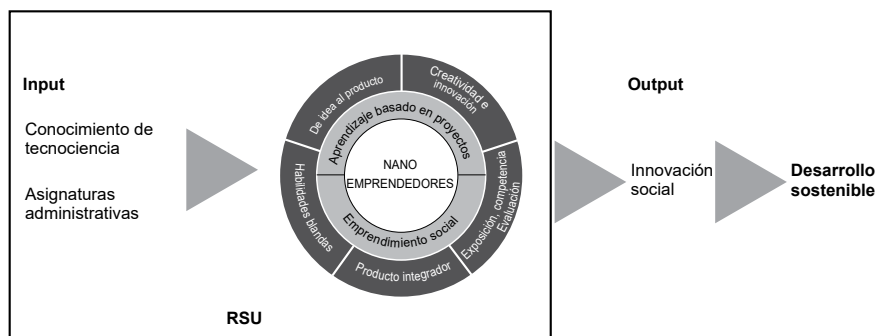 Input
Conocimiento de
tecnociencia
Asignaturas
administrativas
De idea al producto
Creatividad e
innovación
Aprendizaje basado en proyectos
NANO
EMPRENDEDORES
Habilidades blandas
Emprendimiento social
Exposición, competencia
Evaluación
Producto integrador
RSU
Output
Innovación
social
Desarrollo
sostenible